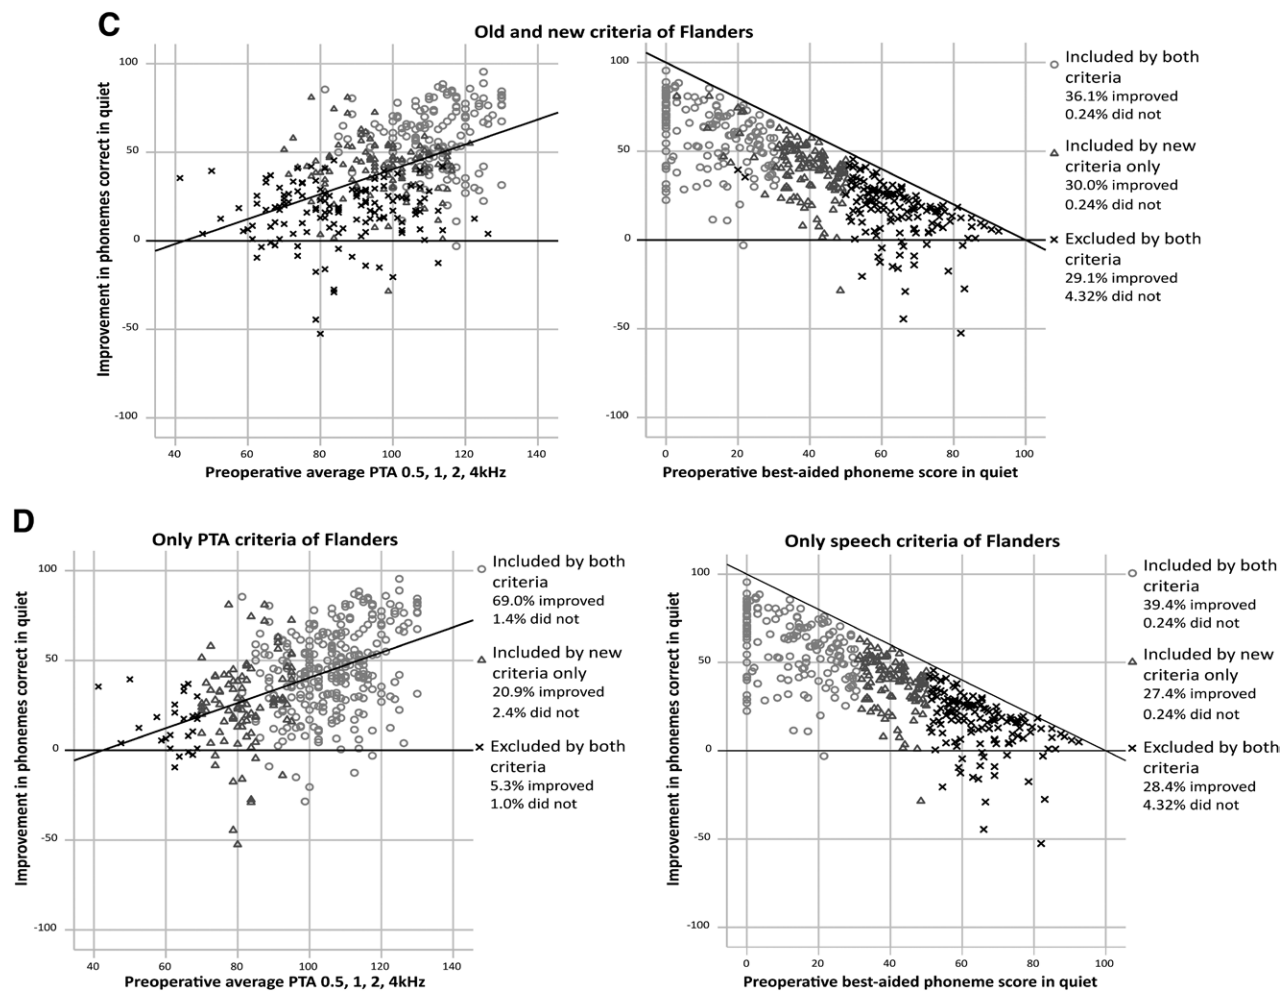 C
Old and new criteria of Flanders
Improvement in phonemes correct in quiet
100
50
0
-50
-100
40
60
80
100
120
140
Preoperative average PTA 0.5, 1, 2, 4kHz
100
50
0
-50
-100
0
20
40
60
80
100
Preoperative best-aided phoneme score in quiet
Included by both
criteria
36.1% improved
0.24% did not
Included by new
criteria only
30.0% improved
0.24% did not
Excluded by both
criteria
29.1% improved
4.32% did not
D
Only PTA criteria of Flanders
Improvement in phonemes correct in quiet
100
50
0
-50
-100
40
60
80
100
120
140
Preoperative average PTA 0.5, 1, 2, 4kHz
Included by both
criteria
69.0% improved
1.4% did not
Included by new
criteria only
20.9% improved
2.4% did not
Excluded by both
criteria
5.3% improved
1.0% did not
Only speech criteria of Flanders
Improvement in phonemes correct in quiet
100
50
0
-50
-100
0
20
40
60
80
100
Preoperative best-aided phoneme score in quiet
Included by both
criteria
39.4% improved
0.24% did not
Included by new
criteria only
27.4% improved
0.24% did not
Excluded by both
criteria
28.4% improved
4.32% did not